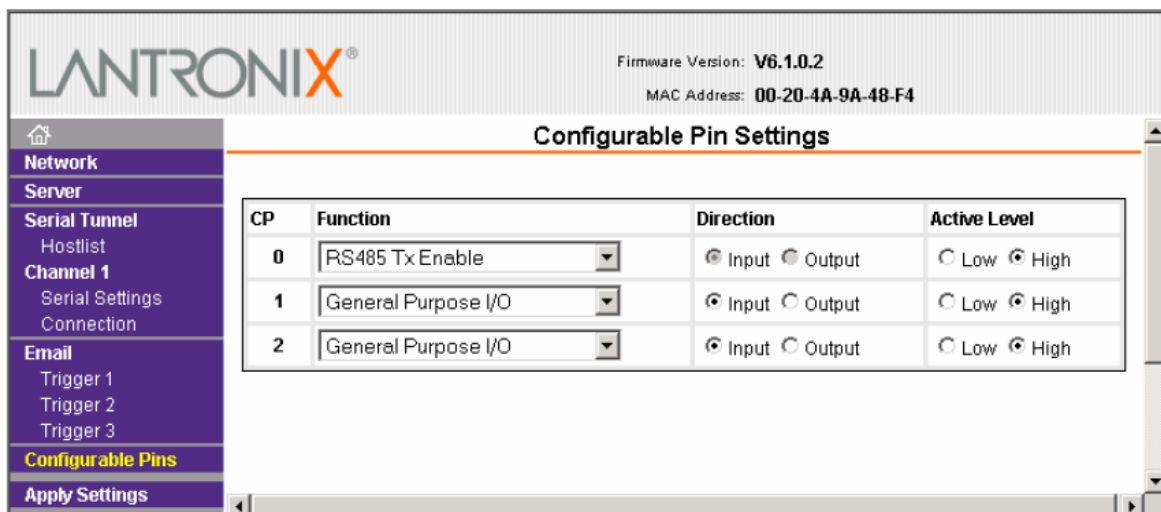 LANTRONIX®
Firmware Version: V6.1.0.2
MAC Address: 00-20-4A-9A-48-F4
Network
Server
Serial Tunnel
Hostlist
Channel 1
Serial Settings
Connection
Email
Trigger 1
Trigger 2
Trigger 3
Configurable Pins
Apply Settings
Configurable Pin Settings
CP Function Direction Active Level
0 RS485 Tx Enable Input Output Low High
1 General Purpose I/O Input Output Low High
2 General Purpose I/O Input Output Low High